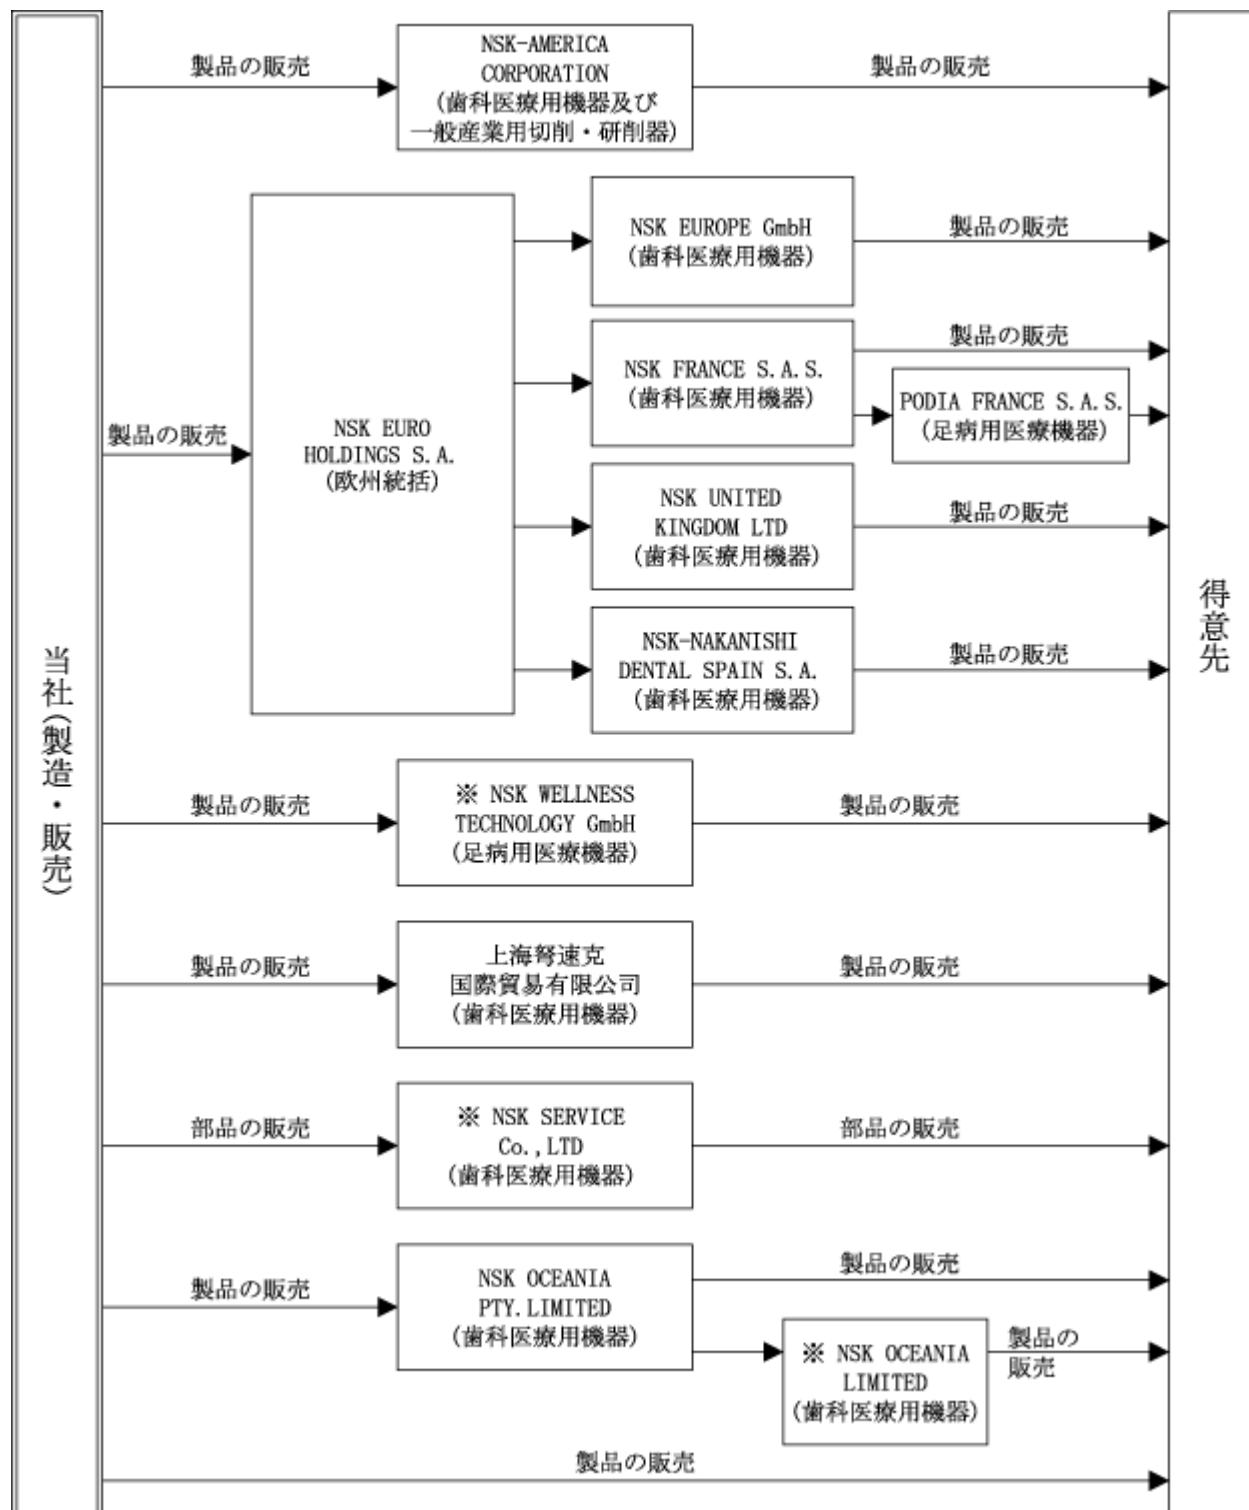 当社(製造・販売)
製品の販売
NSK-AMERICA
CORPORATION
(歯科医療用機器及び
一般産業用切削・研削器)
製品の販売
製品の販売
NSK EURO
HOLDINGS S.A.
(欧州統括)
NSK EUROPE GmbH
(歯科医療用機器)
製品の販売
NSK FRANCE S.A.S.
(歯科医療用機器)
製品の販売
PODIA FRANCE S.A.S.
(足病用医療機器)
NSK UNITED
KINGDOM LTD
(歯科医療用機器)
製品の販売
NSK-NAKANISHI
DENTAL SPAIN S.A.
(歯科医療用機器)
製品の販売
製品の販売
※ NSK WELLNESS
TECHNOLOGY GmbH
(足病用医療機器)
製品の販売
製品の販売
上海弩速克
国際貿易有限公司
(歯科医療用機器)
製品の販売
部品の販売
※ NSK SERVICE
Co.,LTD
(歯科医療用機器)
部品の販売
製品の販売
NSK OCEANIA
PTY.LIMITED
(歯科医療用機器)
製品の販売
※ NSK OCEANIA
LIMITED
(歯科医療用機器)
製品の
販売
製品の販売
得意先